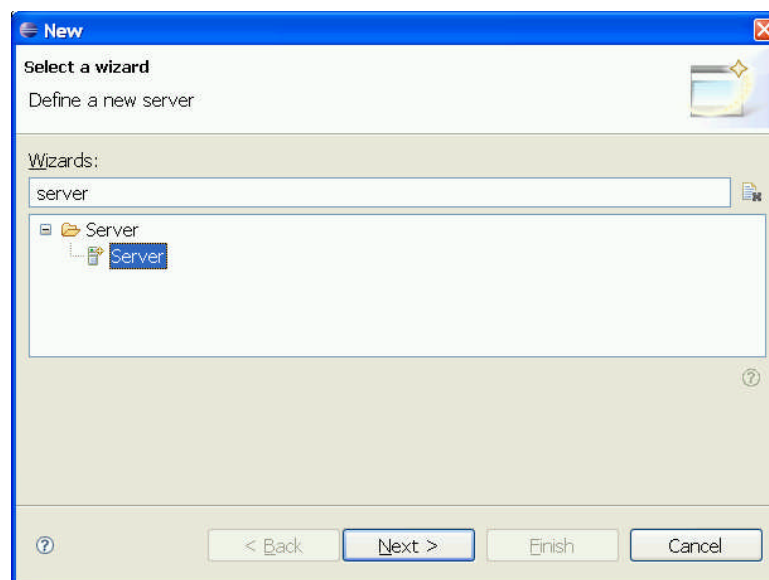 New
Select a wizard
Define a new server
Wizards:
server
Server
Server
< Back Next > Finish Cancel